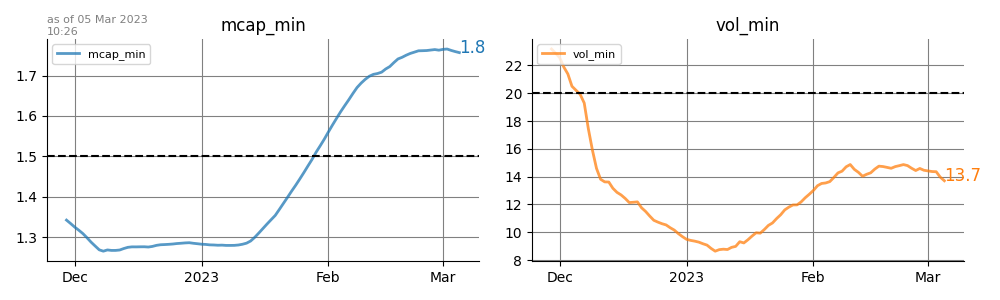 as of 05 Mar 2023
10:26
mcap_min
mcap_min
1.8
1.7
1.6
1.5
1.4
1.3
Dec 2023 Feb Mar
vol_min
vol_min
22
20
18
16
14
12
10
8
13.7
Dec 2023 Feb Mar